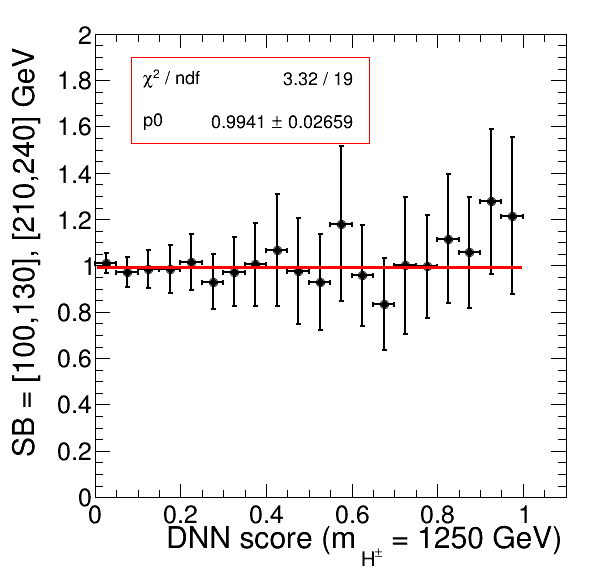 SB = [100,130], [210,240] GeV
2
1.8
1.6
1.4
1.2
1
0.8
0.6
0.4
0.2
0
χ² / ndf 3.32 / 19
p0 0.9941 ± 0.02659
0 0.2 0.4 0.6 0.8 1
DNN score (m_H± = 1250 GeV)